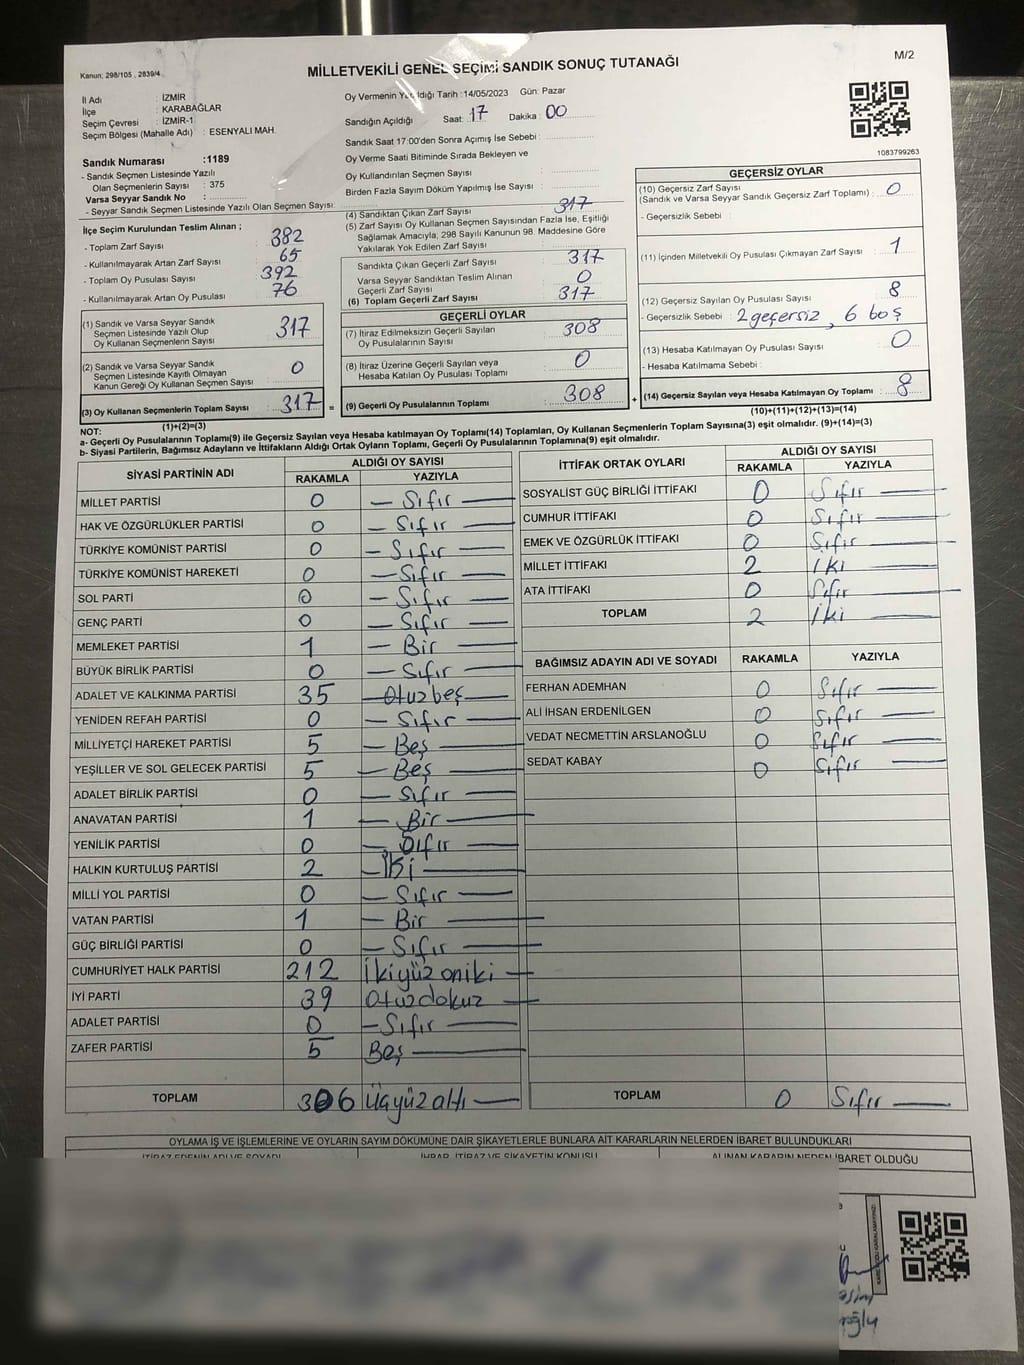 M/2
Kanun: 298/105 , 2839/4
MİLLETVEKİLİ GENEL SEÇİMİ SANDIK SONUÇ TUTANAĞI
İl Adı : İZMİR
İlçe : KARABAĞLAR
Seçim Çevresi : İZMİR-1
Seçim Bölgesi (Mahalle Adı) : ESENYALI MAH.
Sandık Numarası :1189
- Sandık Seçmen Listesinde Yazılı
Olan Seçmenlerin Sayısı : 375
Varsa Seyyar Sandık No :
- Seyyar Sandık Seçmen Listesinde Yazılı Olan Seçmen Sayısı:
İlçe Seçim Kurulundan Teslim Alınan ;
- Toplam Zarf Sayısı : 382
- Kullanılmayarak Artan Zarf Sayısı : 65
- Toplam Oy Pusulası Sayısı : 392
- Kullanılmayarak Artan Oy Pusulası : 76
(1) Sandık ve Varsa Seyyar Sandık
Seçmen Listesinde Yazılı Olup
Oy Kullanan Seçmenlerin Sayısı : 317
(2) Sandık ve Varsa Seyyar Sandık
Seçmen Listesinde Kayıtlı Olmayan
Kanun Gereği Oy Kullanan Seçmen Sayısı : 0
(3) Oy Kullanan Seçmenlerin Toplam Sayısı : 317 =
(1)+(2)=(3)
Oy Vermenin Yapıldığı Tarih :14/05/2023 Gün: Pazar
Sandığın Açıldığı Saat: 17 Dakika : 00
Sandık Saat 17:00'den Sonra Açımış İse Sebebi :
Oy Verme Saati Bitiminde Sırada Bekleyen ve
Oy Kullandırılan Seçmen Sayısı :
Birden Fazla Sayım Döküm Yapılmış İse Sayısı :
(4) Sandıktan Çıkan Zarf Sayısı : 317
(5) Zarf Sayısı Oy Kullanan Seçmen Sayısından Fazla İse, Eşitliği
Sağlamak Amacıyla; 298 Sayılı Kanunun 98. Maddesine Göre
Yakılarak Yok Edilen Zarf Sayısı :
Sandıkta Çıkan Geçerli Zarf Sayısı : 317
Varsa Seyyar Sandıktan Teslim Alınan
Geçerli Zarf Sayısı : 0
(6) Toplam Geçerli Zarf Sayısı : 317
GEÇERLİ OYLAR
(7) İtiraz Edilmeksizin Geçerli Sayılan
Oy Pusulalarının Sayısı : 308
(8) İtiraz Üzerine Geçerli Sayılan veya
Hesaba Katılan Oy Pusulası Toplamı : 0
(9) Geçerli Oy Pusulalarının Toplamı : 308 +
1083799263
GEÇERSİZ OYLAR
(10) Geçersiz Zarf Sayısı
(Sandık ve Varsa Seyyar Sandık Geçersiz Zarf Toplamı) : 0
- Geçersizlik Sebebi :
(11) İçinden Milletvekili Oy Pusulası Çıkmayan Zarf Sayısı : 1
(12) Geçersiz Sayılan Oy Pusulası Sayısı : 8
- Geçersizlik Sebebi : 2 geçersiz , 6 boş
(13) Hesaba Katılmayan Oy Pusulası Sayısı : 0
- Hesaba Katılmama Sebebi :
(14) Geçersiz Sayılan veya Hesaba Katılmayan Oy Toplamı : 8
(10)+(11)+(12)+(13)=(14)
NOT:
a- Geçerli Oy Pusulalarının Toplamı(9) ile Geçersiz Sayılan veya Hesaba katılmayan Oy Toplamı(14) Toplamları, Oy Kullanan Seçmenlerin Toplam Sayısına(3) eşit olmalıdır. (9)+(14)=(3)
b- Siyasi Partilerin, Bağımsız Adayların ve İttifakların Aldığı Ortak Oyların Toplamı, Geçerli Oy Pusulalarının Toplamına(9) eşit olmalıdır.
SİYASİ PARTİNİN ADI ALDIĞI OY SAYISI
RAKAMLA YAZIYLA
MİLLET PARTİSİ 0 — Sıfır —
HAK VE ÖZGÜRLÜKLER PARTİSİ 0 — Sıfır —
TÜRKİYE KOMÜNİST PARTİSİ 0 — Sıfır —
TÜRKİYE KOMÜNİST HAREKETİ 0 — Sıfır —
SOL PARTİ 0 — Sıfır —
GENÇ PARTİ 0 — Sıfır —
MEMLEKET PARTİSİ 1 — Bir —
BÜYÜK BİRLİK PARTİSİ 0 — Sıfır —
ADALET VE KALKINMA PARTİSİ 35 — Otuzbeş —
YENİDEN REFAH PARTİSİ 0 — Sıfır —
MİLLİYETÇİ HAREKET PARTİSİ 5 — Beş —
YEŞİLLER VE SOL GELECEK PARTİSİ 5 — Beş —
ADALET BİRLİK PARTİSİ 0 — Sıfır —
ANAVATAN PARTİSİ 1 — Bir —
YENİLİK PARTİSİ 0 — Sıfır —
HALKIN KURTULUŞ PARTİSİ 2 — İki —
MİLLİ YOL PARTİSİ 0 — Sıfır —
VATAN PARTİSİ 1 — Bir —
GÜÇ BİRLİĞİ PARTİSİ 0 — Sıfır —
CUMHURİYET HALK PARTİSİ 212 İkiyüz oniki —
İYİ PARTİ 39 Otuzdokuz —
ADALET PARTİSİ 0 — Sıfır —
ZAFER PARTİSİ 5 Beş —
TOPLAM 306 Üçyüzaltı —
İTTİFAK ORTAK OYLARI ALDIĞI OY SAYISI
RAKAMLA YAZIYLA
SOSYALİST GÜÇ BİRLİĞİ İTTİFAKI 0 Sıfır —
CUMHUR İTTİFAKI 0 Sıfır —
EMEK VE ÖZGÜRLÜK İTTİFAKI 0 Sıfır —
MİLLET İTTİFAKI 2 İki —
ATA İTTİFAKI 0 Sıfır —
TOPLAM 2 İki —
BAĞIMSIZ ADAYIN ADI VE SOYADI RAKAMLA YAZIYLA
FERHAN ADEMHAN 0 Sıfır —
ALİ İHSAN ERDENİLGEN 0 Sıfır —
VEDAT NECMETTİN ARSLANOĞLU 0 Sıfır —
SEDAT KABAY 0 Sıfır —
TOPLAM 0 Sıfır —
OYLAMA İŞ VE İŞLEMLERİNE VE OYLARIN SAYIM DÖKÜMÜNE DAİR ŞİKAYETLERLE BUNLARA AİT KARARLARIN NELERDEN İBARET BULUNDUKLARI
İTİRAZ EDENİN ADI VE SOYADI İHBAR, İTİRAZ VE ŞİKAYETİN KONUSU ALINAN KARARIN NEDEN İBARET OLDUĞU